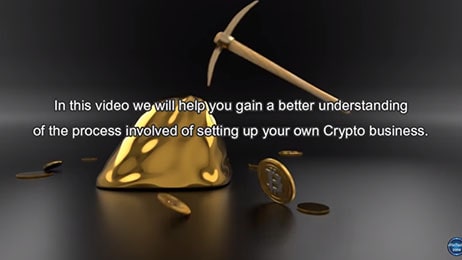 In this video we will help you gain a better understanding
of the process involved of setting up your own Crypto business.